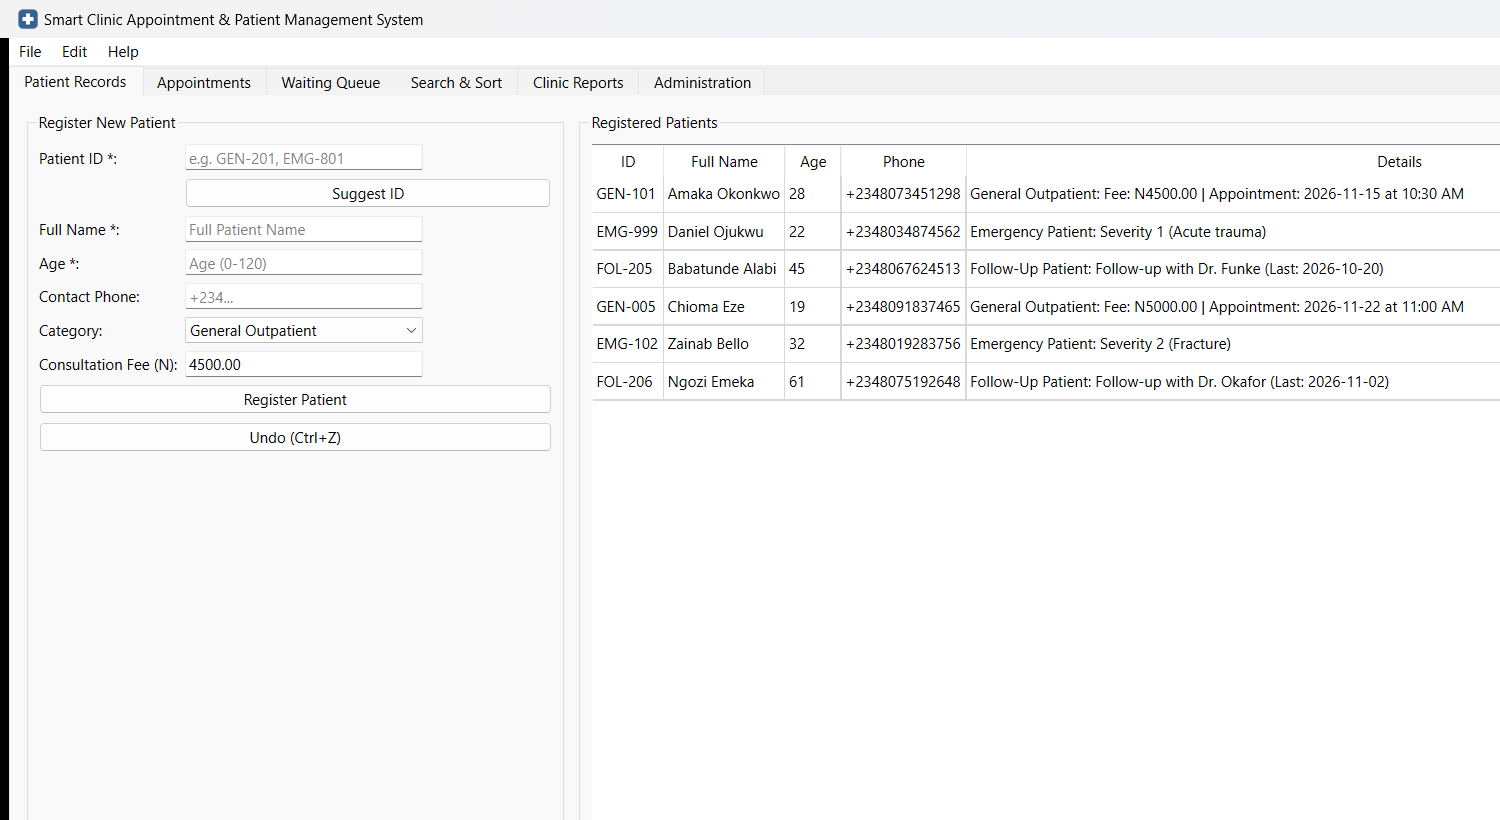 Smart Clinic Appointment & Patient Management System
File Edit Help
Patient Records Appointments Waiting Queue Search & Sort Clinic Reports Administration
Register New Patient
Patient ID *: e.g. GEN-201, EMG-801
Suggest ID
Full Name *: Full Patient Name
Age *: Age (0-120)
Contact Phone: +234...
Category: General Outpatient
Consultation Fee (N): 4500.00
Register Patient
Undo (Ctrl+Z)
Registered Patients
ID Full Name Age Phone Details
GEN-101 Amaka Okonkwo 28 +2348073451298 General Outpatient: Fee: N4500.00 | Appointment: 2026-11-15 at 10:30 AM
EMG-999 Daniel Ojukwu 22 +2348034874562 Emergency Patient: Severity 1 (Acute trauma)
FOL-205 Babatunde Alabi 45 +2348067624513 Follow-Up Patient: Follow-up with Dr. Funke (Last: 2026-10-20)
GEN-005 Chioma Eze 19 +2348091837465 General Outpatient: Fee: N5000.00 | Appointment: 2026-11-22 at 11:00 AM
EMG-102 Zainab Bello 32 +2348019283756 Emergency Patient: Severity 2 (Fracture)
FOL-206 Ngozi Emeka 61 +2348075192648 Follow-Up Patient: Follow-up with Dr. Okafor (Last: 2026-11-02)